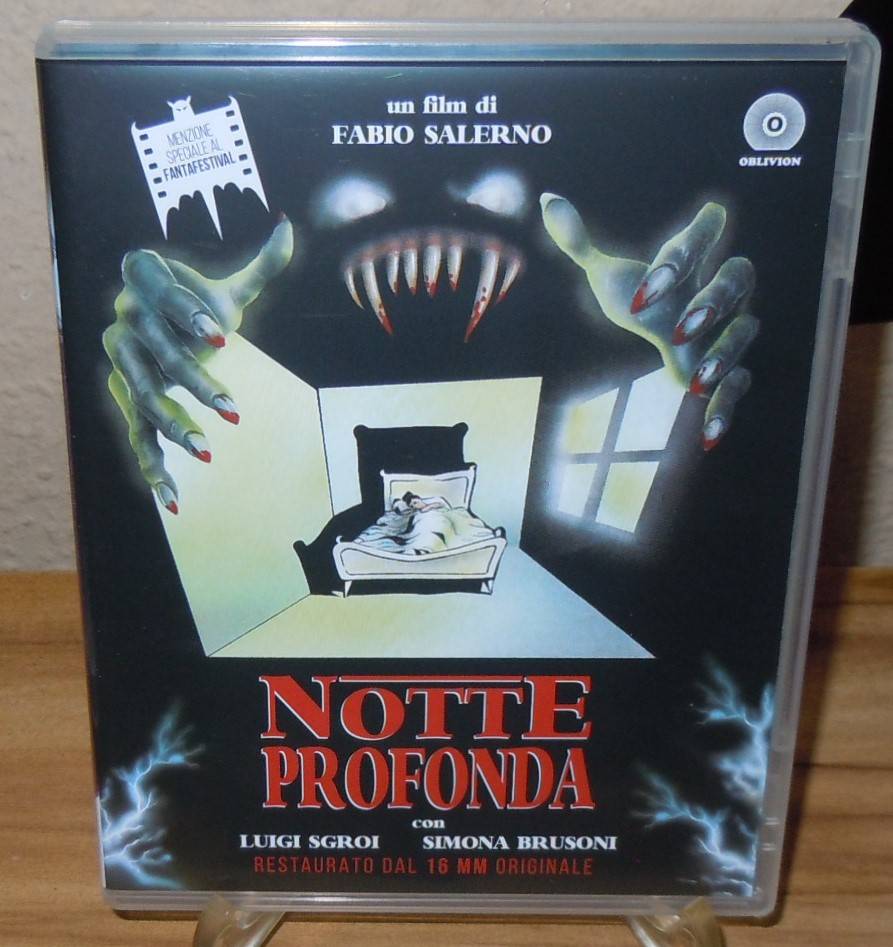 un film di
FABIO SALERNO
MENZIONE
SPECIALE AL
FANTAFESTIVAL
O
OBLIVION
NOTTE
PROFONDA
con
LUIGI SGROI SIMONA BRUSONI
RESTAURATO DAL 16 MM ORIGINALE